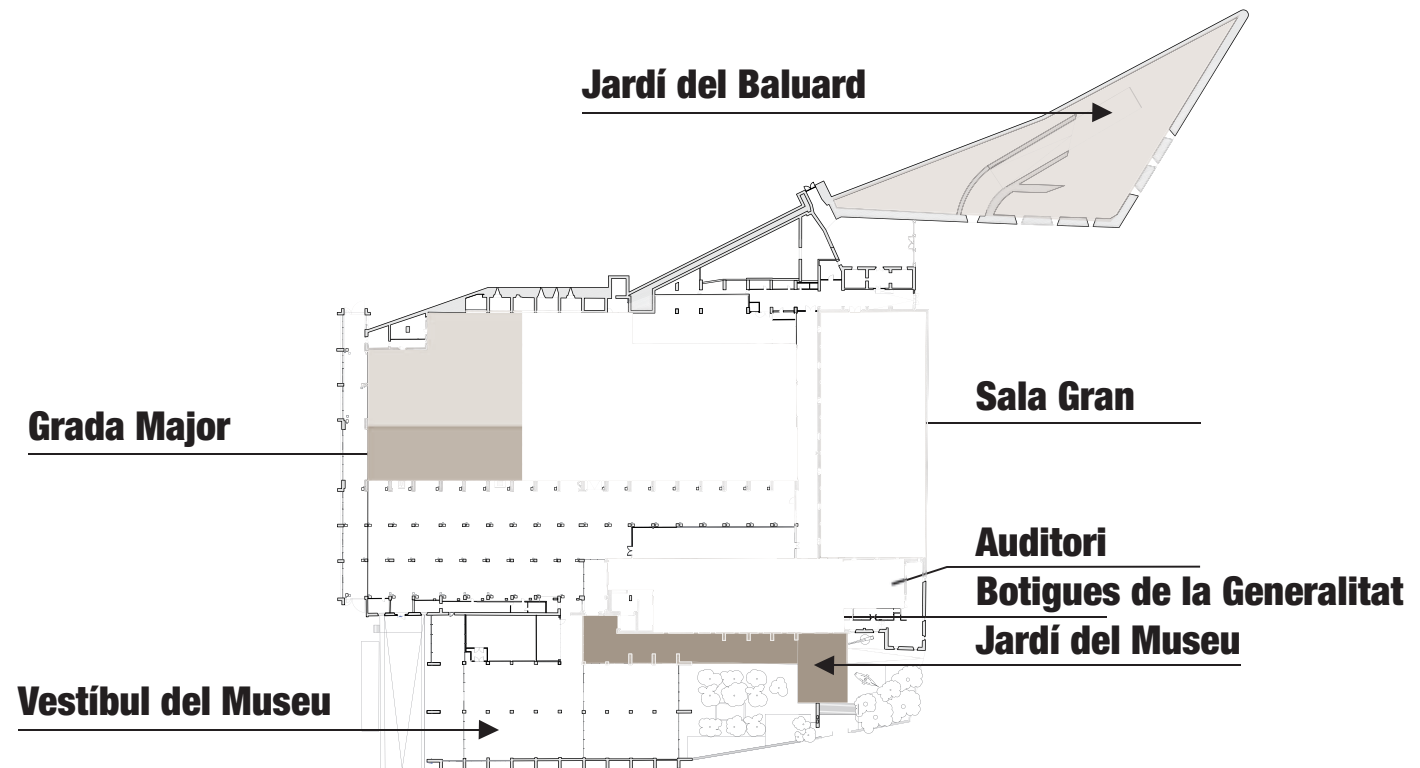 Jardí del Baluard
Sala Gran
Grada Major
Auditori
Botigues de la Generalitat
Jardí del Museu
Vestíbul del Museu